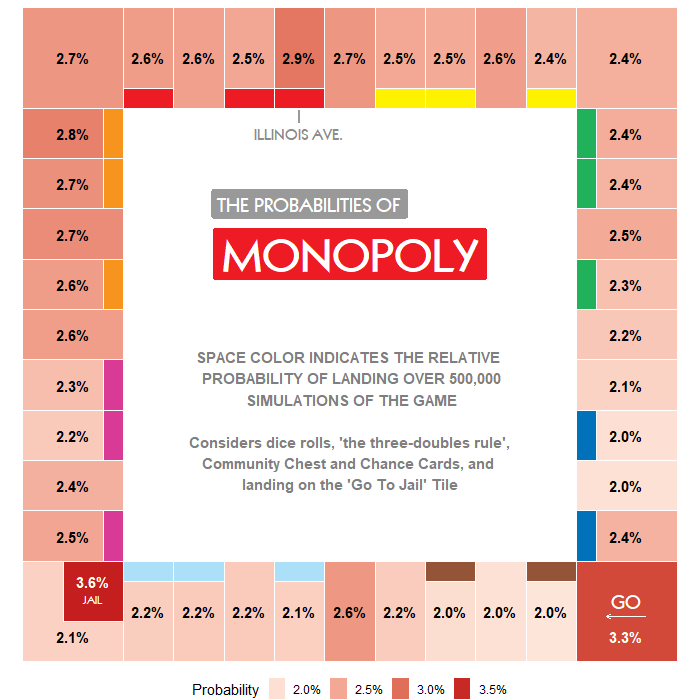 2.7% 2.6% 2.6% 2.5% 2.9% 2.7% 2.5% 2.5% 2.6% 2.4% 2.4%
ILLINOIS AVE.
2.8% 2.4%
2.7% 2.4%
THE PROBABILITIES OF
2.7% 2.5%
MONOPOLY
2.6% 2.3%
2.6% 2.2%
SPACE COLOR INDICATES THE RELATIVE
PROBABILITY OF LANDING OVER 500,000
SIMULATIONS OF THE GAME
2.3% 2.1%
2.2% 2.0%
Considers dice rolls, 'the three-doubles rule',
Community Chest and Chance Cards, and
landing on the 'Go To Jail' Tile
2.4% 2.0%
2.5% 2.4%
3.6%
JAIL
2.1%
2.2% 2.2% 2.2% 2.1% 2.6% 2.2% 2.0% 2.0% 2.0%
GO
3.3%
Probability 2.0% 2.5% 3.0% 3.5%